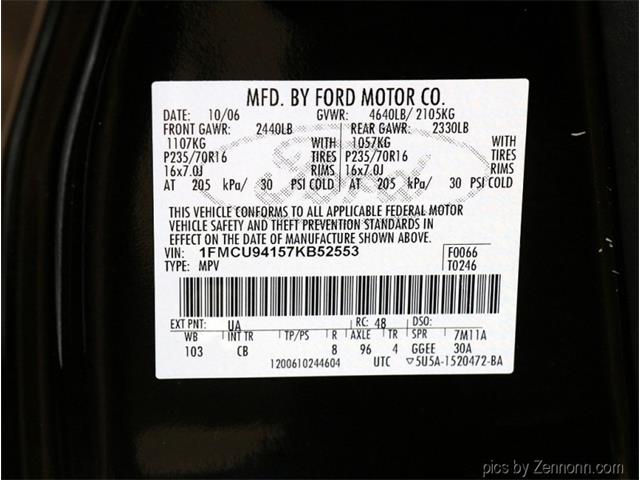 MFD. BY FORD MOTOR CO.
DATE: 10/06 GVWR: 4640LB/ 2105KG
FRONT GAWR: 2440LB REAR GAWR: 2330LB
1107KG WITH 1057KG WITH
P235/70R16 TIRES P235/70R16 TIRES
16x7.0J RIMS 16x7.0J RIMS
AT 205 kPa/ 30 PSI COLD AT 205 kPa/ 30 PSI COLD
THIS VEHICLE CONFORMS TO ALL APPLICABLE FEDERAL MOTOR
VEHICLE SAFETY AND THEFT PREVENTION STANDARDS IN
EFFECT ON THE DATE OF MANUFACTURE SHOWN ABOVE.
VIN: 1FMCU94157KB52553 F0066
TYPE: MPV T0246
EXT PNT: UA RC: 48 DSO:
WB INT TR TP/PS R AXLE TR SPR 7M11A
103 CB 8 96 4 GGEE 30A
1200610244604 UTC ▽5U5A-1520472-BA
Ford
pics by Zennonn.com